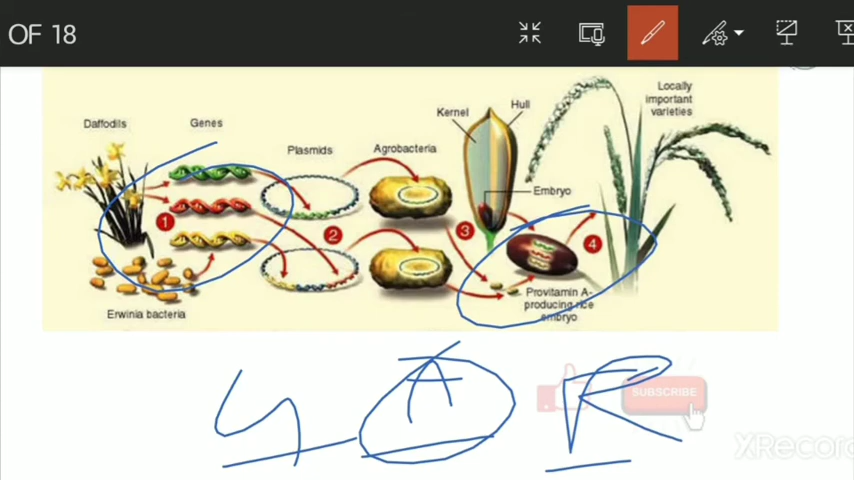 OF 18
Daffodils
Genes
Plasmids
Agrobacteria
Kernel
Hull
Locally
important
varieties
Embryo
1
2
3
4
Provitamin A-
producing rice
embryo
Erwinia bacteria
A R
SUBSCRIBE
XRecorde